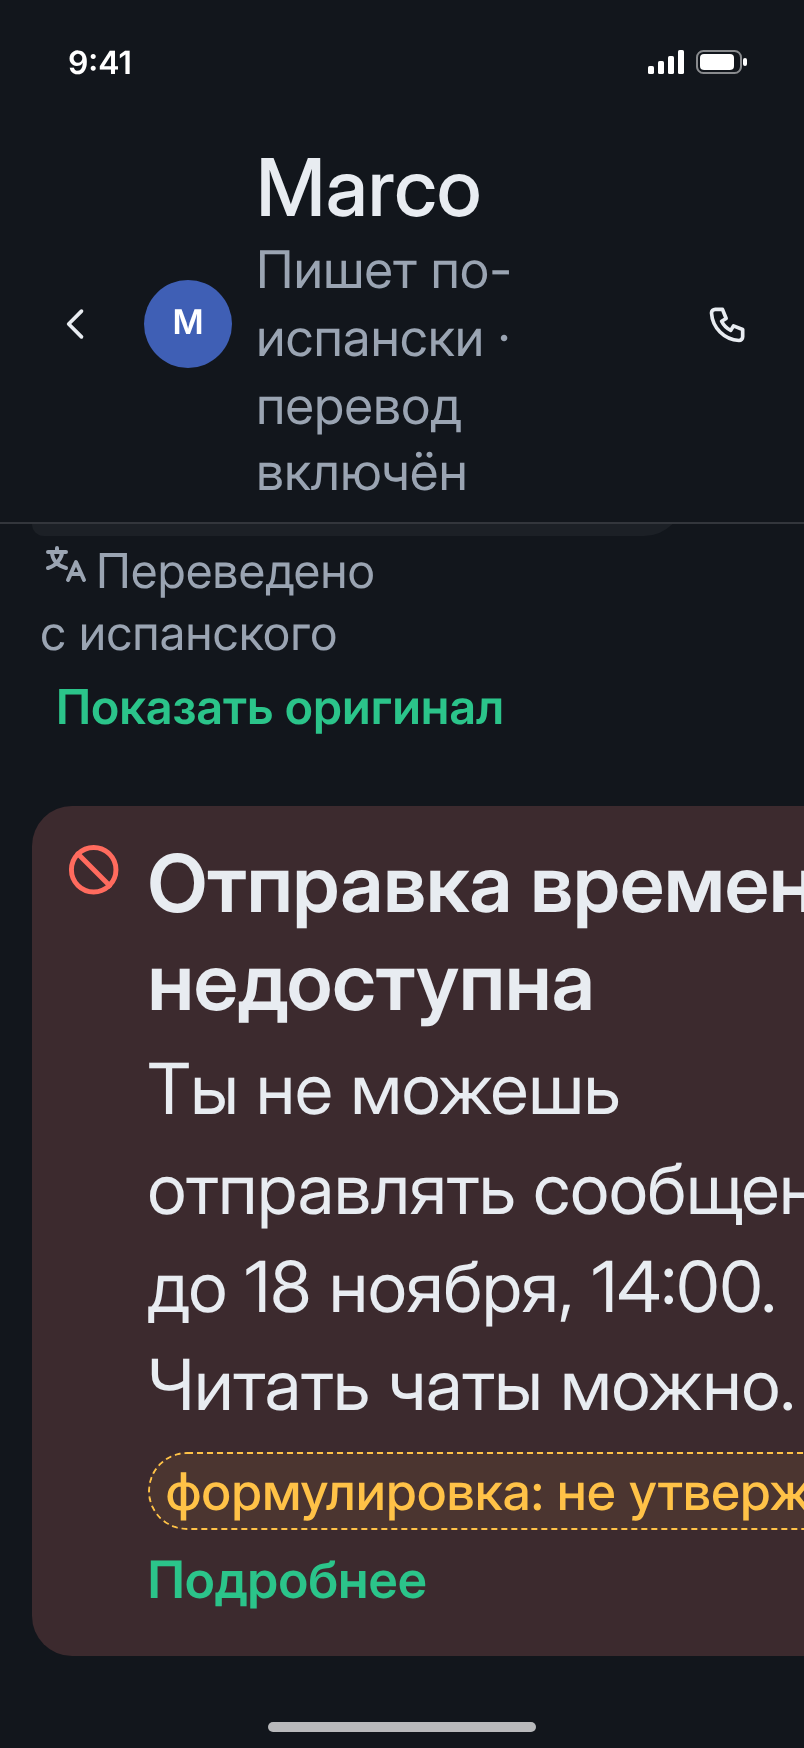 9:41
Marco
M
Пишет по-
испански ·
перевод
включён
Переведено
с испанского
Показать оригинал
Отправка времен
недоступна
Ты не можешь
отправлять сообщен
до 18 ноября, 14:00.
Читать чаты можно.
формулировка: не утверж
Подробнее